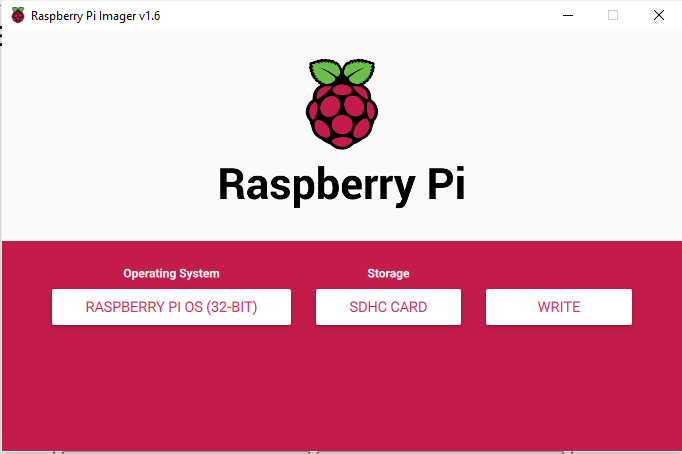 Raspberry Pi Imager v1.6
Raspberry Pi
Operating System
Storage
RASPBERRY PI OS (32-BIT)
SDHC CARD
WRITE